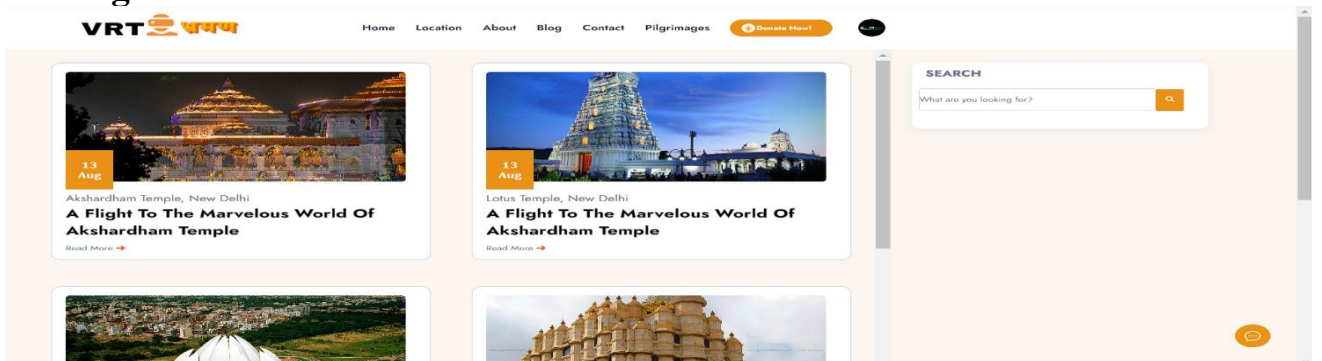 VRT भ्रमण
Home Location About Blog Contact Pilgrimages Donate Now!
13
Aug
Akshardham Temple, New Delhi
A Flight To The Marvelous World Of
Akshardham Temple
Read More ➔
13
Aug
Lotus Temple, New Delhi
A Flight To The Marvelous World Of
Akshardham Temple
Read More ➔
SEARCH
What are you looking for?